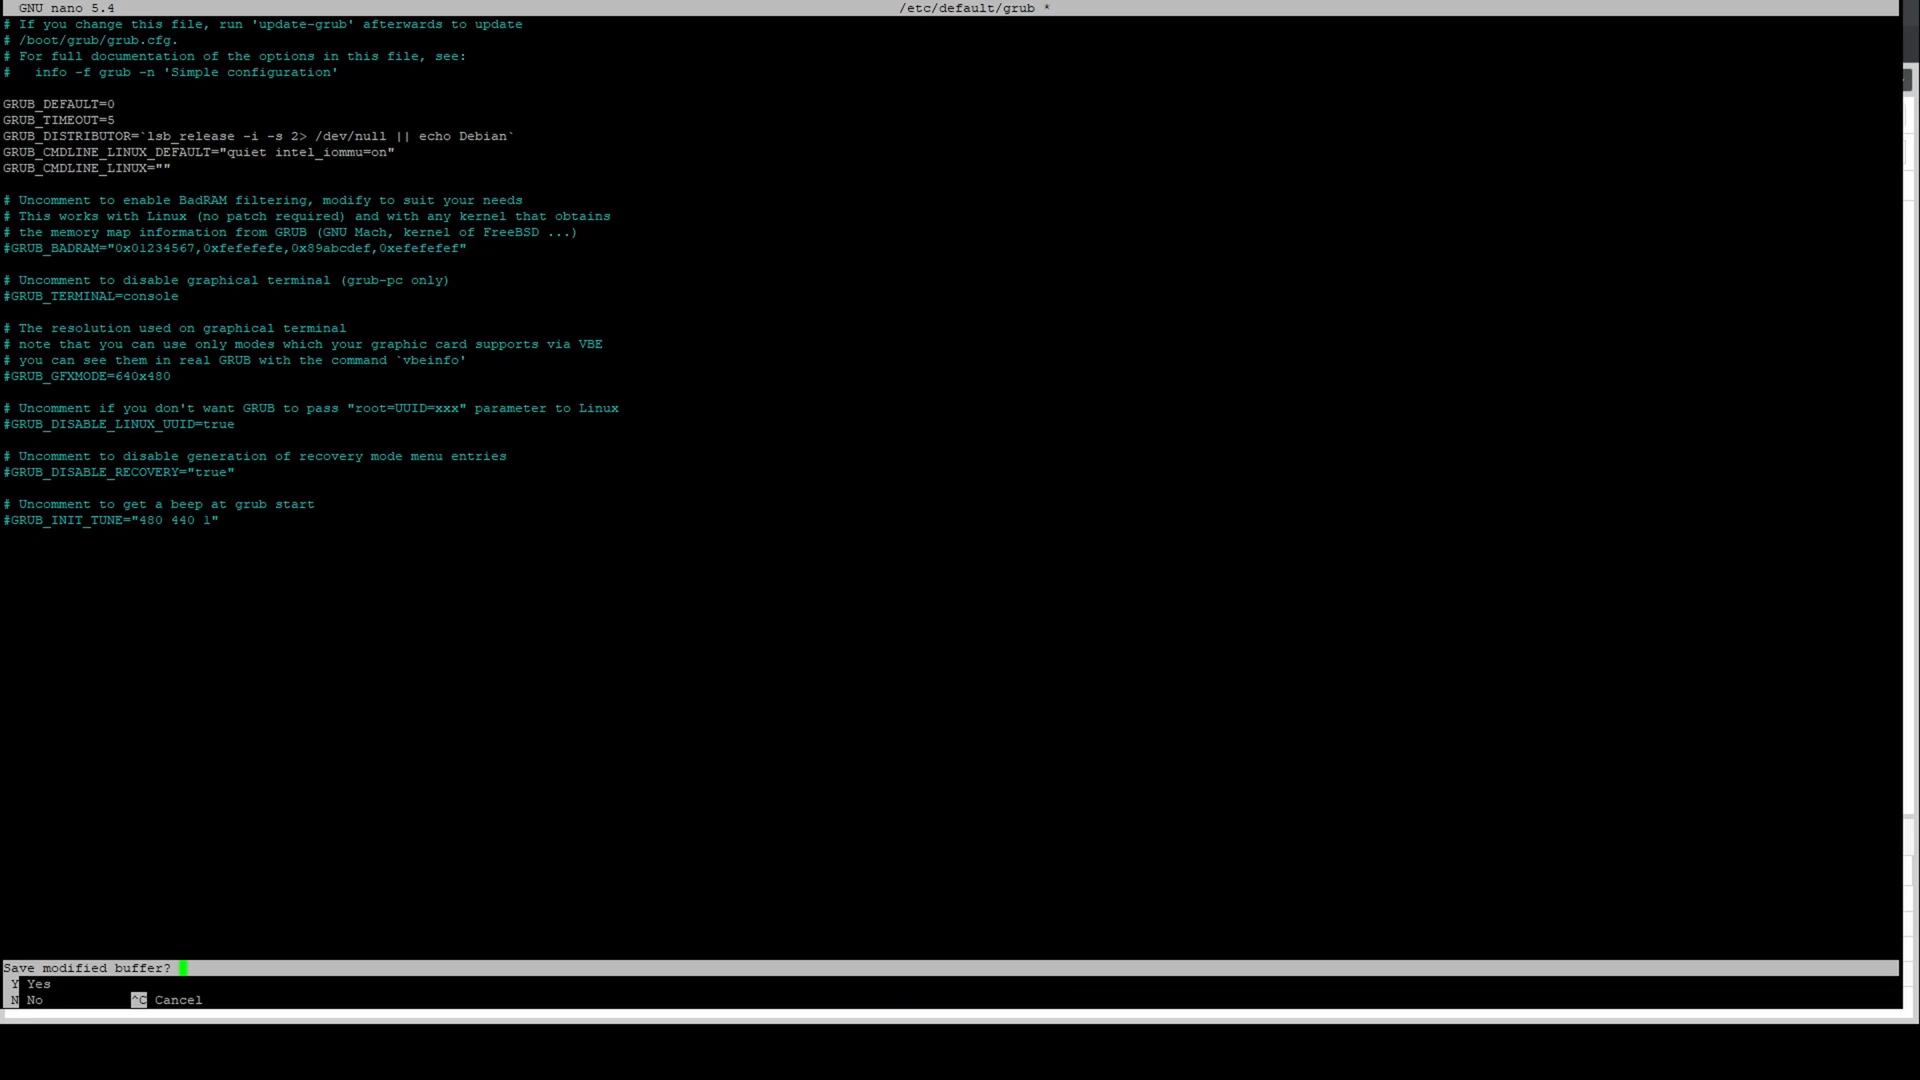 GNU nano 5.4 /etc/default/grub *
# If you change this file, run 'update-grub' afterwards to update
# /boot/grub/grub.cfg.
# For full documentation of the options in this file, see:
#   info -f grub -n 'Simple configuration'
GRUB_DEFAULT=0
GRUB_TIMEOUT=5
GRUB_DISTRIBUTOR=`lsb_release -i -s 2> /dev/null || echo Debian`
GRUB_CMDLINE_LINUX_DEFAULT="quiet intel_iommu=on"
GRUB_CMDLINE_LINUX=""
# Uncomment to enable BadRAM filtering, modify to suit your needs
# This works with Linux (no patch required) and with any kernel that obtains
# the memory map information from GRUB (GNU Mach, kernel of FreeBSD ...)
#GRUB_BADRAM="0x01234567,0xfefefefe,0x89abcdef,0xefefefef"
# Uncomment to disable graphical terminal (grub-pc only)
#GRUB_TERMINAL=console
# The resolution used on graphical terminal
# note that you can use only modes which your graphic card supports via VBE
# you can see them in real GRUB with the command `vbeinfo'
#GRUB_GFXMODE=640x480
# Uncomment if you don't want GRUB to pass "root=UUID=xxx" parameter to Linux
#GRUB_DISABLE_LINUX_UUID=true
# Uncomment to disable generation of recovery mode menu entries
#GRUB_DISABLE_RECOVERY="true"
# Uncomment to get a beep at grub start
#GRUB_INIT_TUNE="480 440 1"
Save modified buffer?
Y Yes
N No ^C Cancel